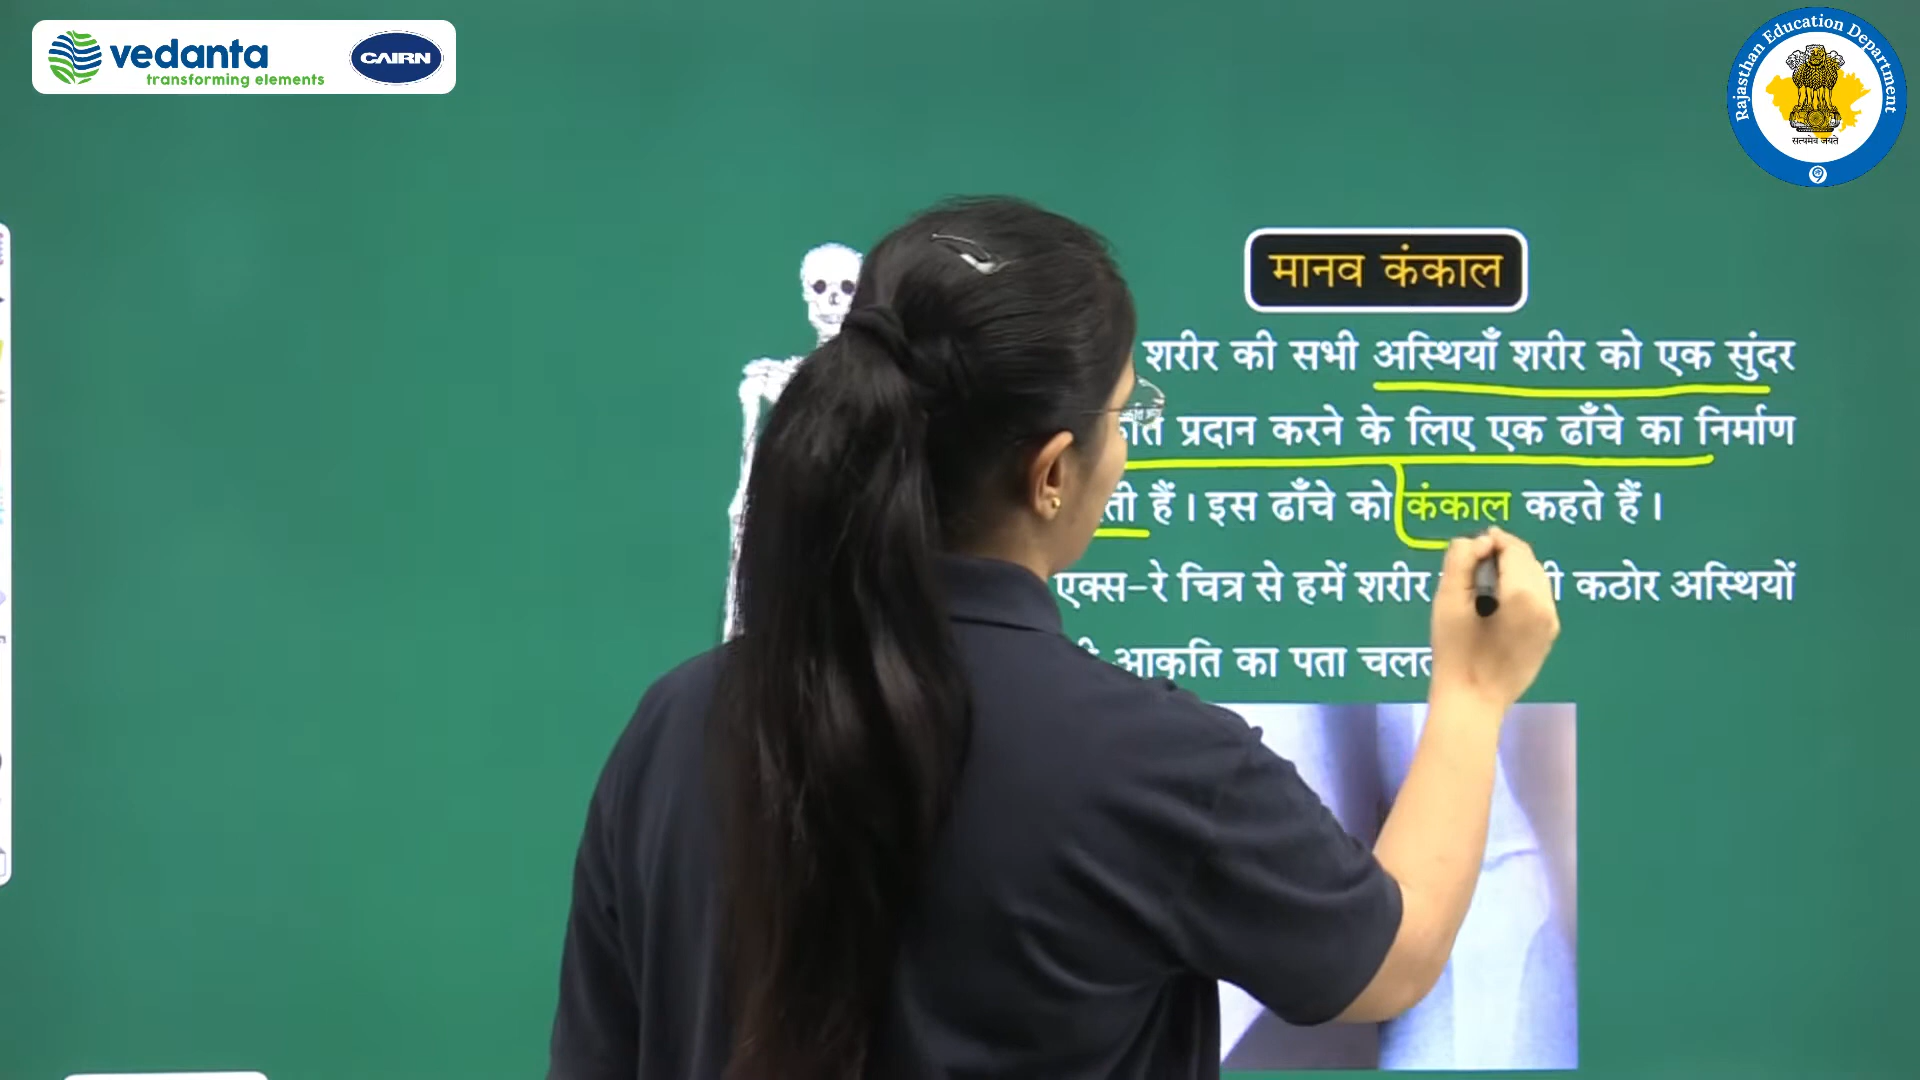 vedanta
transforming elements
CAIRN
Rajasthan Education Department
सत्यमेव जयते
मानव कंकाल
शरीर की सभी अस्थियाँ शरीर को एक सुंदर
प्रदान करने के लिए एक ढाँचे का निर्माण
हैं। इस ढाँचे को कंकाल कहते हैं।
एक्स-रे चित्र से हमें शरीर कठोर अस्थियों
आकृति का पता